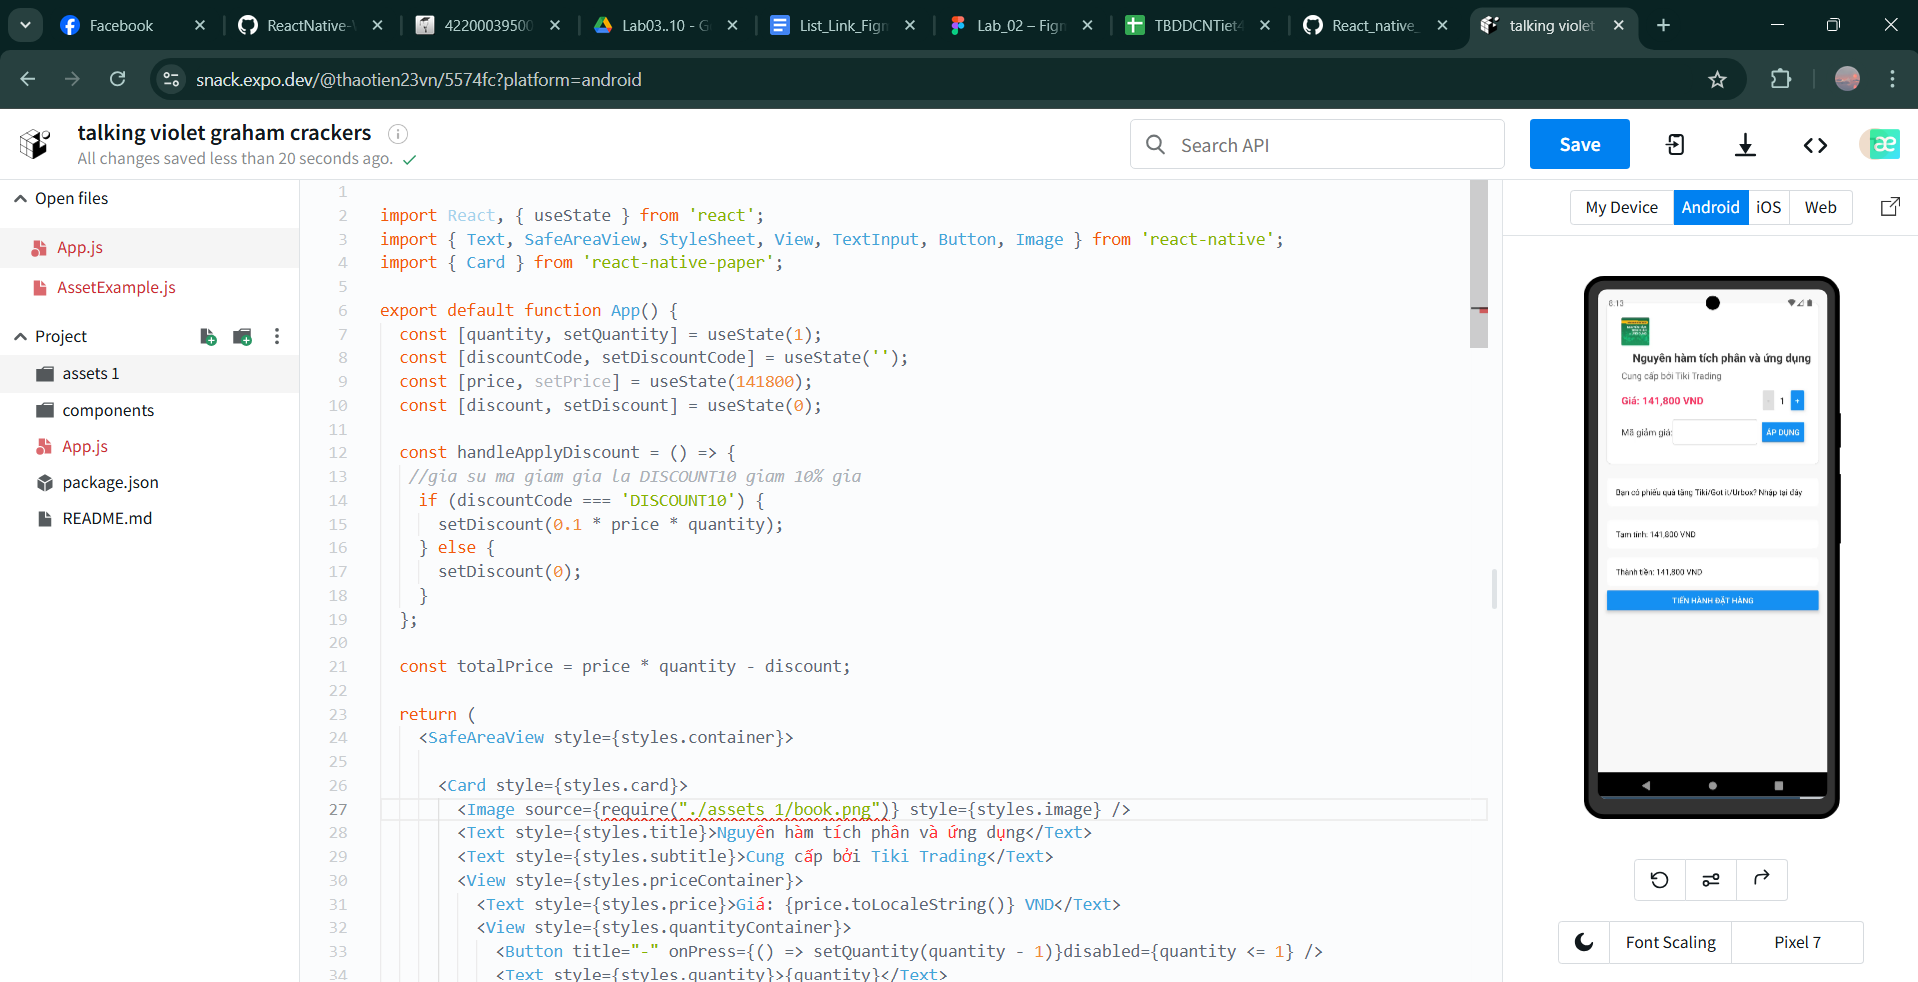 Facebook
ReactNative-
42200039500
Lab03..10 - G
List_Link_Fign
Lab_02 – Figm
TBDDCNTiet4
React_native_
talking violet
snack.expo.dev/@thaotien23vn/5574fc?platform=android
talking violet graham crackers
All changes saved less than 20 seconds ago.
Search API
Save
Open files
App.js
AssetExample.js
Project
assets 1
components
App.js
package.json
README.md
1
2 import React, { useState } from 'react';
3 import { Text, SafeAreaView, StyleSheet, View, TextInput, Button, Image } from 'react-native';
4 import { Card } from 'react-native-paper';
5
6 export default function App() {
7 const [quantity, setQuantity] = useState(1);
8 const [discountCode, setDiscountCode] = useState('');
9 const [price, setPrice] = useState(141800);
10 const [discount, setDiscount] = useState(0);
11
12 const handleApplyDiscount = () => {
13 //gia su ma giam gia la DISCOUNT10 giam 10% gia
14 if (discountCode === 'DISCOUNT10') {
15 setDiscount(0.1 * price * quantity);
16 } else {
17 setDiscount(0);
18 }
19 };
20
21 const totalPrice = price * quantity - discount;
22
23 return (
24 <SafeAreaView style={styles.container}>
25
26 <Card style={styles.card}>
27 <Image source={require("./assets 1/book.png")} style={styles.image} />
28 <Text style={styles.title}>Nguyên hàm tích phân và ứng dụng</Text>
29 <Text style={styles.subtitle}>Cung cấp bởi Tiki Trading</Text>
30 <View style={styles.priceContainer}>
31 <Text style={styles.price}>Giá: {price.toLocaleString()} VND</Text>
32 <View style={styles.quantityContainer}>
33 <Button title="-" onPress={() => setQuantity(quantity - 1)}disabled={quantity <= 1} />
34 <Text style={styles.quantity}>{quantity}</Text>
My Device
Android
iOS
Web
8:13
Nguyên hàm tích phân và ứng dụng
Cung cấp bởi Tiki Trading
Giá: 141,800 VND
- 1 +
Mã giảm giá:
ÁP DỤNG
Bạn có phiếu quà tặng Tiki/Got it/Urbox? Nhập tại đây
Tạm tính: 141,800 VND
Thành tiền: 141,800 VND
TIẾN HÀNH ĐẶT HÀNG
Font Scaling
Pixel 7